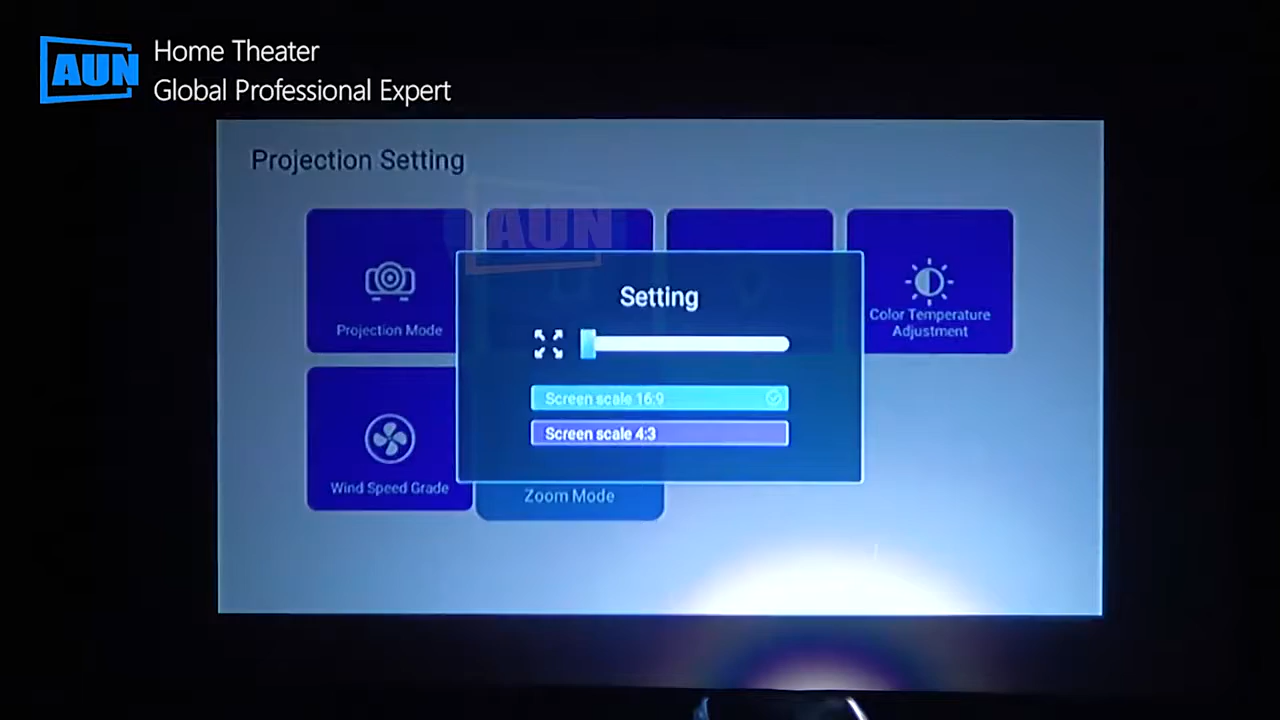 AUN
Home Theater
Global Professional Expert
Projection Setting
AUN
Projection Mode
Color Temperature
Adjustment
Setting
Screen scale 16:9
Screen scale 4:3
Wind Speed Grade
Zoom Mode